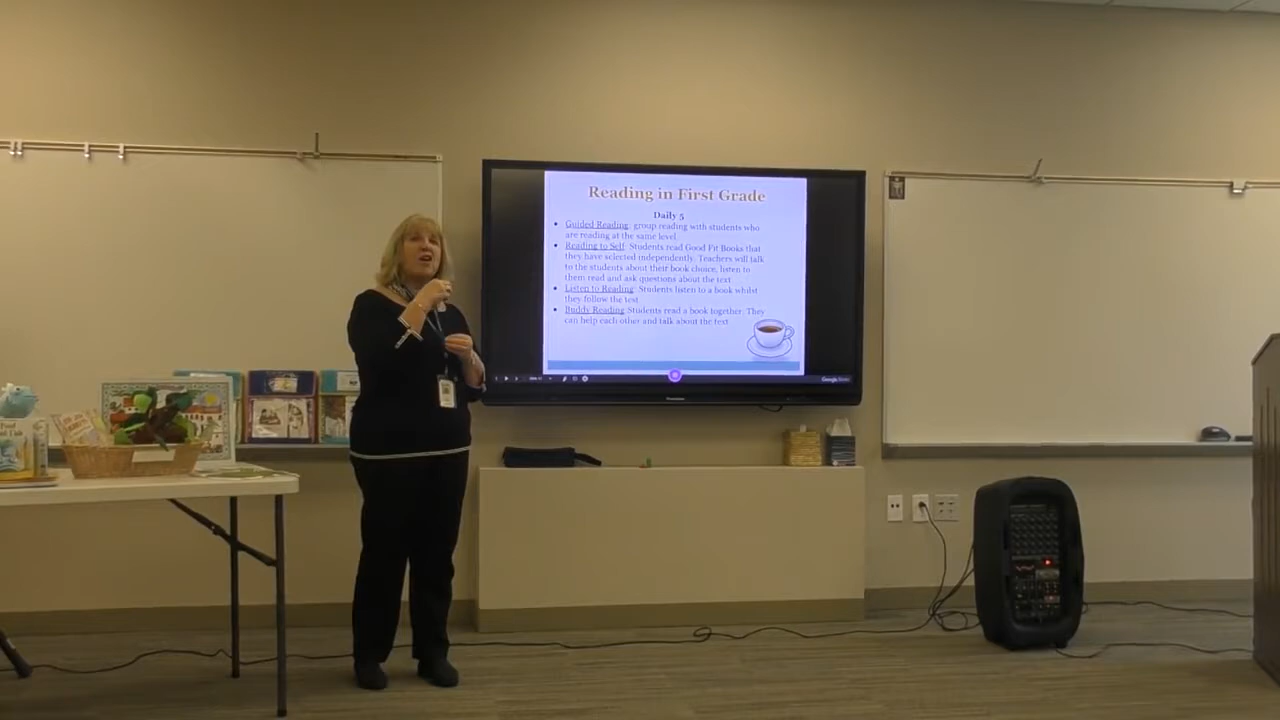 Reading in First Grade
Daily 5
• Guided Reading: group reading with students who
are reading at the same level.
• Reading to Self: Students read Good Fit Books that
they have selected independently. Teachers will talk
to the students about their book choice, listen to
them read and ask questions about the text
• Listen to Reading: Students listen to a book whilst
they follow the text
• Buddy Reading Students read a book together. They
can help each other and talk about the text
Google Slides